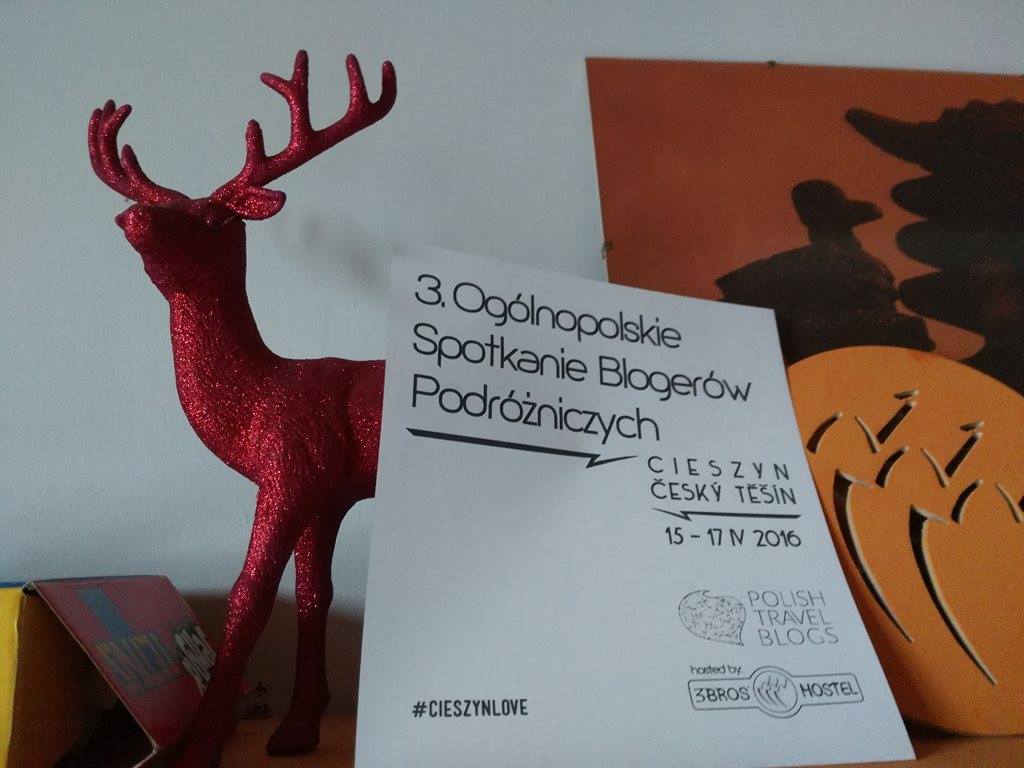 3. Ogólnopolskie
Spotkanie Blogerów
Podróżniczych
CIESZYN
ČESKÝ TĚŠÍN
15 - 17 IV 2016
POLISH
TRAVEL
BLOGS
hosted by:
3BROS' HOSTEL
#CIESZYNLOVE